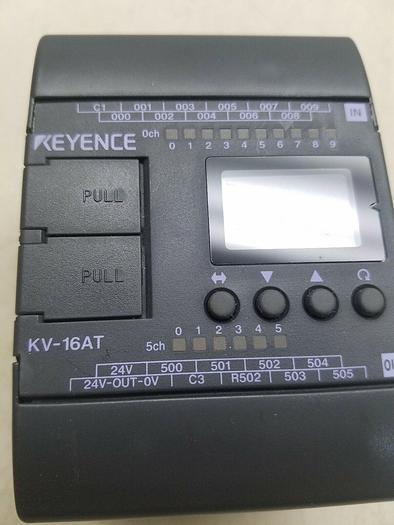 C1 001 003 005 007 009
000 002 004 006 008
IN
0ch
0 1 2 3 4 5 6 7 8 9
KEYENCE
PULL
PULL
KV-16AT
0 1 2 3 4 5
5ch
24V 500 501 502 504
24V-OUT-0V C3 R502 503 505